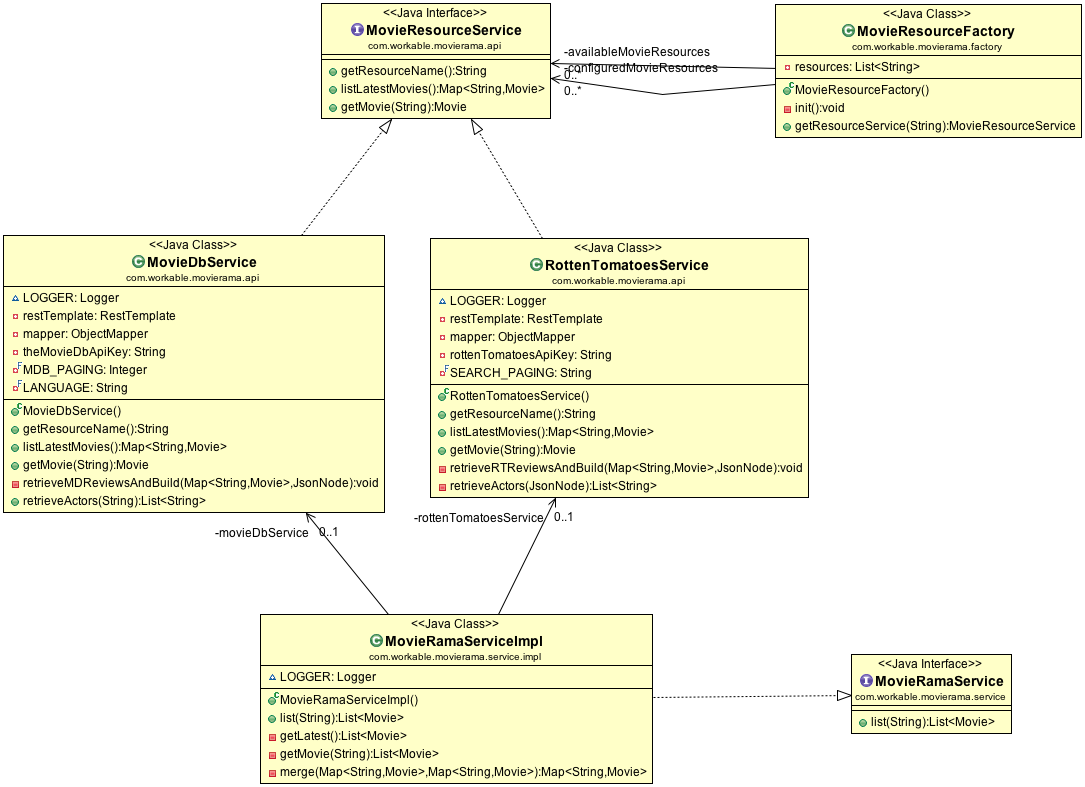 <<Java Interface>>
MovieResourceService
com.workable.movierama.api
getResourceName():String
listLatestMovies():Map<String,Movie>
getMovie(String):Movie
-availableMovieResources
0..*
-configuredMovieResources
0..*
<<Java Class>>
MovieResourceFactory
com.workable.movierama.factory
resources: List<String>
MovieResourceFactory()
init():void
getResourceService(String):MovieResourceService
<<Java Class>>
MovieDbService
com.workable.movierama.api
LOGGER: Logger
restTemplate: RestTemplate
mapper: ObjectMapper
theMovieDbApiKey: String
MDB_PAGING: Integer
LANGUAGE: String
MovieDbService()
getResourceName():String
listLatestMovies():Map<String,Movie>
getMovie(String):Movie
retrieveMDReviewsAndBuild(Map<String,Movie>,JsonNode):void
retrieveActors(String):List<String>
<<Java Class>>
RottenTomatoesService
com.workable.movierama.api
LOGGER: Logger
restTemplate: RestTemplate
mapper: ObjectMapper
rottenTomatoesApiKey: String
SEARCH_PAGING: String
RottenTomatoesService()
getResourceName():String
listLatestMovies():Map<String,Movie>
getMovie(String):Movie
retrieveRTReviewsAndBuild(Map<String,Movie>,JsonNode):void
retrieveActors(JsonNode):List<String>
-movieDbService 0..1
-rottenTomatoesService 0..1
<<Java Class>>
MovieRamaServiceImpl
com.workable.movierama.service.impl
LOGGER: Logger
MovieRamaServiceImpl()
list(String):List<Movie>
getLatest():List<Movie>
getMovie(String):List<Movie>
merge(Map<String,Movie>,Map<String,Movie>):Map<String,Movie>
<<Java Interface>>
MovieRamaService
com.workable.movierama.service
list(String):List<Movie>